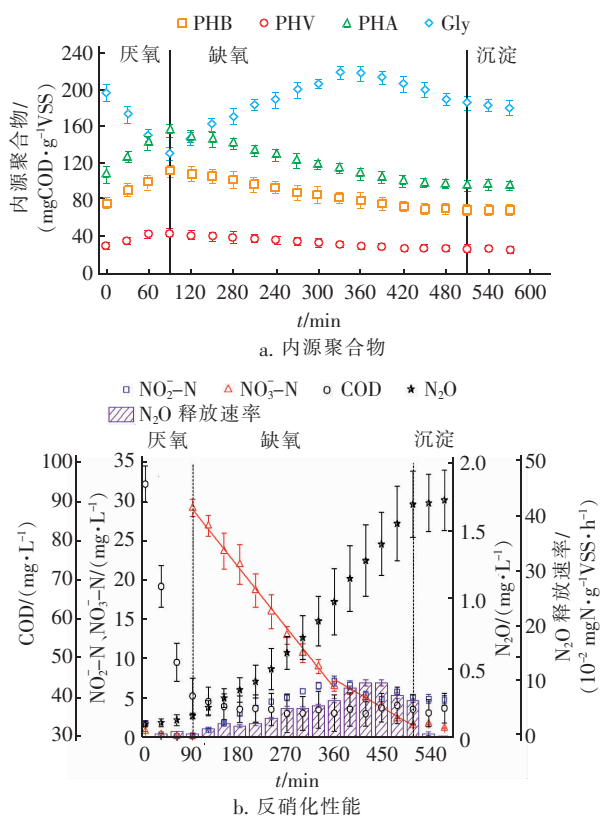 PHB PHV PHA Gly
厌氧 缺氧 沉淀
内源聚合物/
(mgCOD·g⁻¹VSS)
240
200
160
120
80
40
0
0 60 120 180 240 300 360 420 480 540 600
t/min
a. 内源聚合物
NO₂⁻-N NO₃⁻-N COD N₂O
N₂O 释放速率
厌氧 缺氧 沉淀
COD/(mg·L⁻¹)
100
90
80
70
60
50
40
30
NO₂⁻-N、NO₃⁻-N/(mg·L⁻¹)
35
30
25
20
15
10
5
0
N₂O/(mg·L⁻¹)
2.0
1.5
1.0
0.5
0
N₂O 释放速率/
(10⁻² mgN·g⁻¹VSS·h⁻¹)
50
40
30
20
10
0
0 90 180 270 360 450 540
t/min
b. 反硝化性能